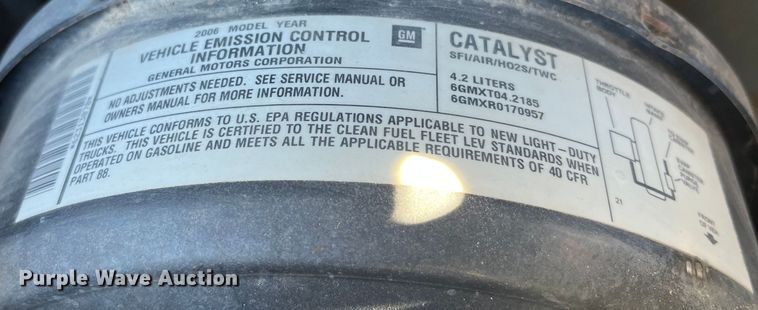 2006 MODEL YEAR
VEHICLE EMISSION CONTROL
INFORMATION
GENERAL MOTORS CORPORATION
GM
NO ADJUSTMENTS NEEDED. SEE SERVICE MANUAL OR
OWNERS MANUAL FOR MORE INFORMATION.
CATALYST
SFI/AIR/HO2S/TWC
4.2 LITERS
6GMXT04.2185
6GMXR0170957
THIS VEHICLE CONFORMS TO U.S. EPA REGULATIONS APPLICABLE TO NEW LIGHT-DUTY
TRUCKS. THIS VEHICLE IS CERTIFIED TO THE CLEAN FUEL FLEET LEV STANDARDS WHEN
OPERATED ON GASOLINE AND MEETS ALL THE APPLICABLE REQUIREMENTS OF 40 CFR
PART 88.
THROTTLE
BODY
21
FRONT
OF VEH
Purple Wave Auction